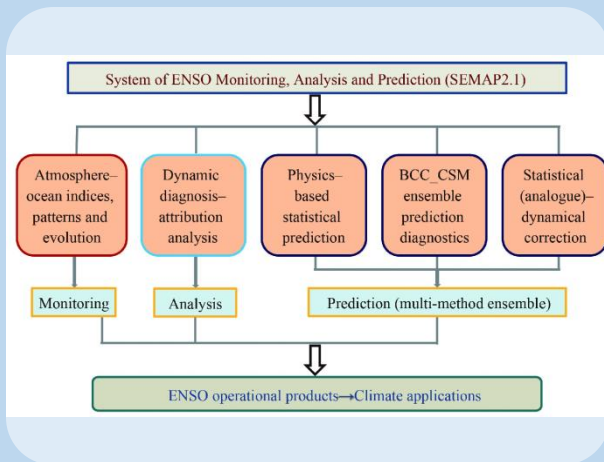 System of ENSO Monitoring, Analysis and Prediction (SEMAP2.1)
Atmosphere–
ocean indices,
patterns and
evolution
Dynamic
diagnosis–
attribution
analysis
Physics–
based
statistical
prediction
BCC_CSM
ensemble
prediction
diagnostics
Statistical
(analogue)–
dynamical
correction
Monitoring
Analysis
Prediction (multi-method ensemble)
ENSO operational products→Climate applications